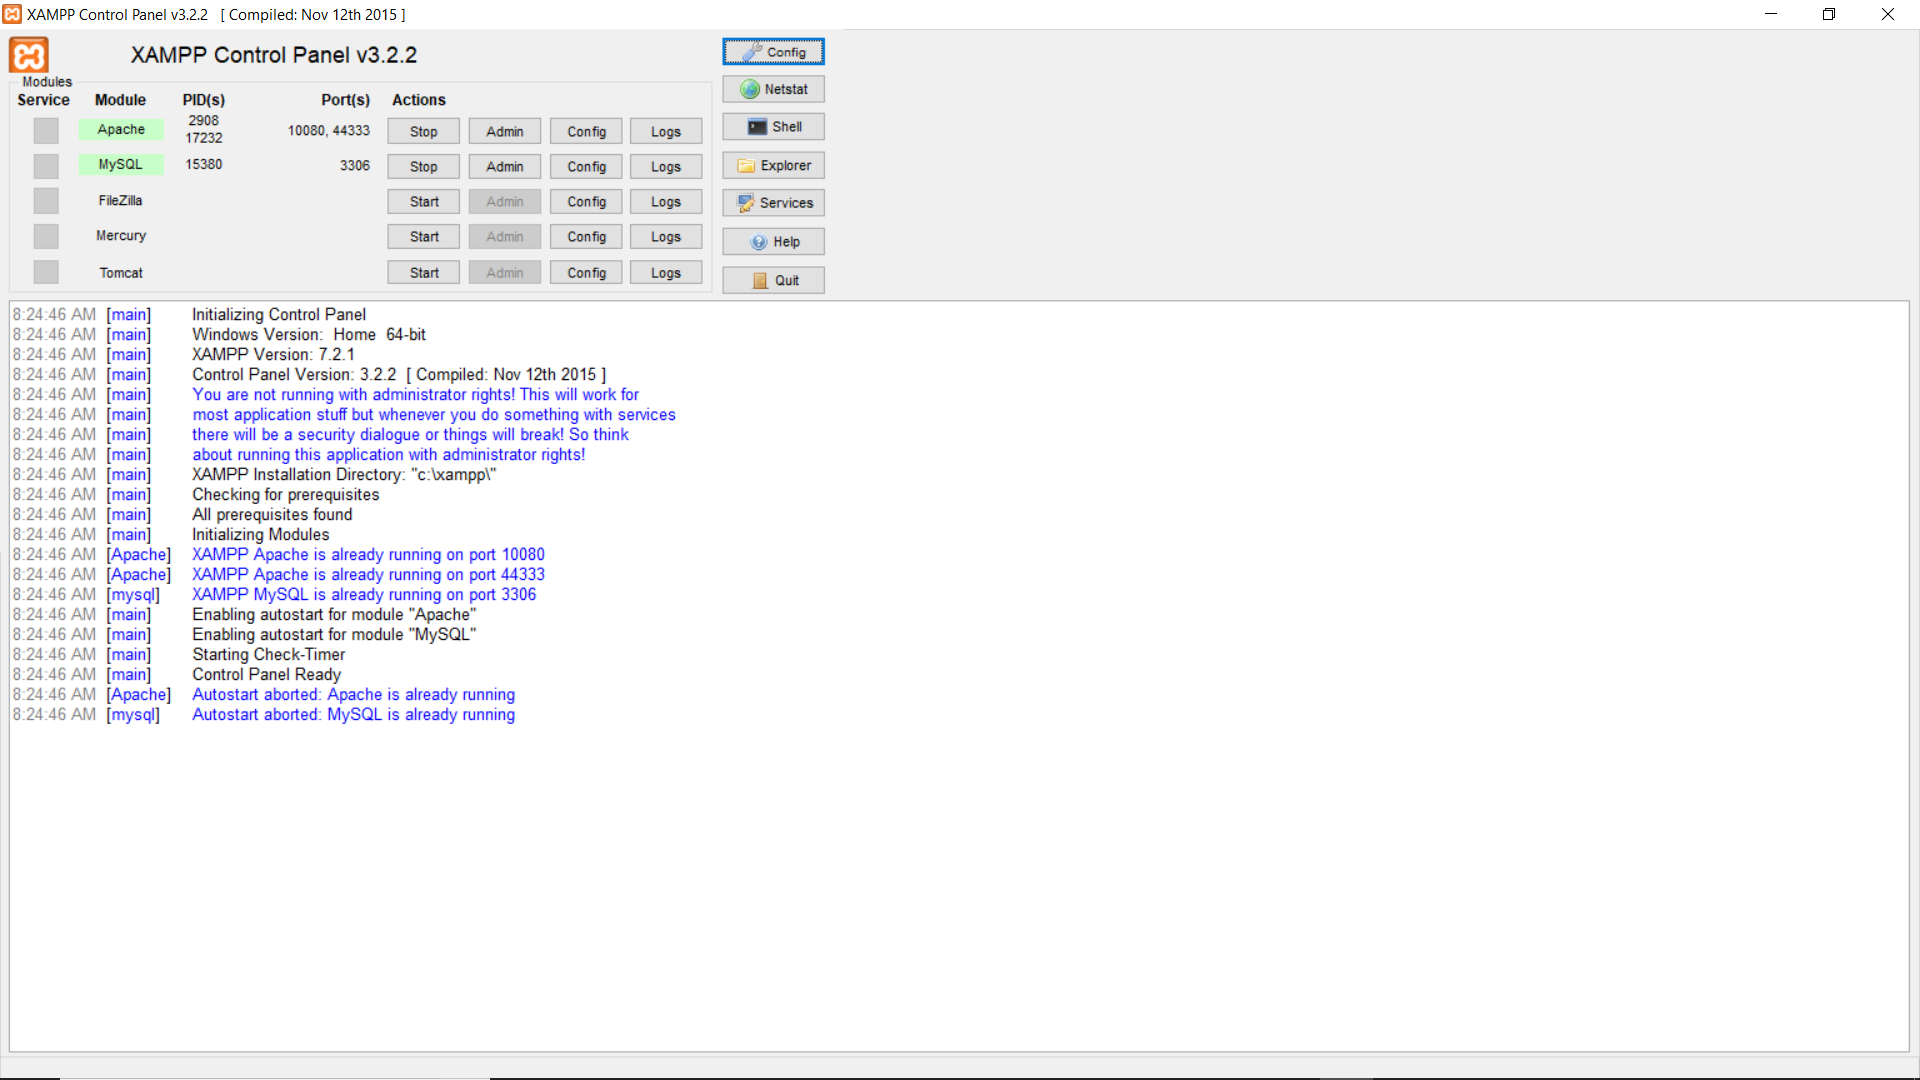 XAMPP Control Panel v3.2.2 [ Compiled: Nov 12th 2015 ]
XAMPP Control Panel v3.2.2
Config
Modules
Service Module PID(s) Port(s) Actions
Netstat
Apache 2908 17232 10080, 44333 Stop Admin Config Logs
Shell
MySQL 15380 3306 Stop Admin Config Logs
Explorer
FileZilla Start Admin Config Logs
Services
Mercury Start Admin Config Logs
Help
Tomcat Start Admin Config Logs
Quit
8:24:46 AM [main] Initializing Control Panel
8:24:46 AM [main] Windows Version: Home 64-bit
8:24:46 AM [main] XAMPP Version: 7.2.1
8:24:46 AM [main] Control Panel Version: 3.2.2 [ Compiled: Nov 12th 2015 ]
8:24:46 AM [main] You are not running with administrator rights! This will work for
8:24:46 AM [main] most application stuff but whenever you do something with services
8:24:46 AM [main] there will be a security dialogue or things will break! So think
8:24:46 AM [main] about running this application with administrator rights!
8:24:46 AM [main] XAMPP Installation Directory: "c:\xampp\"
8:24:46 AM [main] Checking for prerequisites
8:24:46 AM [main] All prerequisites found
8:24:46 AM [main] Initializing Modules
8:24:46 AM [Apache] XAMPP Apache is already running on port 10080
8:24:46 AM [Apache] XAMPP Apache is already running on port 44333
8:24:46 AM [mysql] XAMPP MySQL is already running on port 3306
8:24:46 AM [main] Enabling autostart for module "Apache"
8:24:46 AM [main] Enabling autostart for module "MySQL"
8:24:46 AM [main] Starting Check-Timer
8:24:46 AM [main] Control Panel Ready
8:24:46 AM [Apache] Autostart aborted: Apache is already running
8:24:46 AM [mysql] Autostart aborted: MySQL is already running